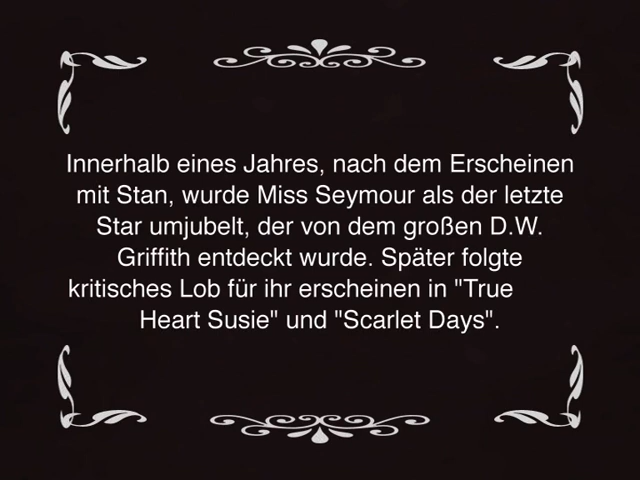 Innerhalb eines Jahres, nach dem Erscheinen
mit Stan, wurde Miss Seymour als der letzte
Star umjubelt, der von dem großen D.W.
Griffith entdeckt wurde. Später folgte
kritisches Lob für ihr erscheinen in "True
Heart Susie" und "Scarlet Days".